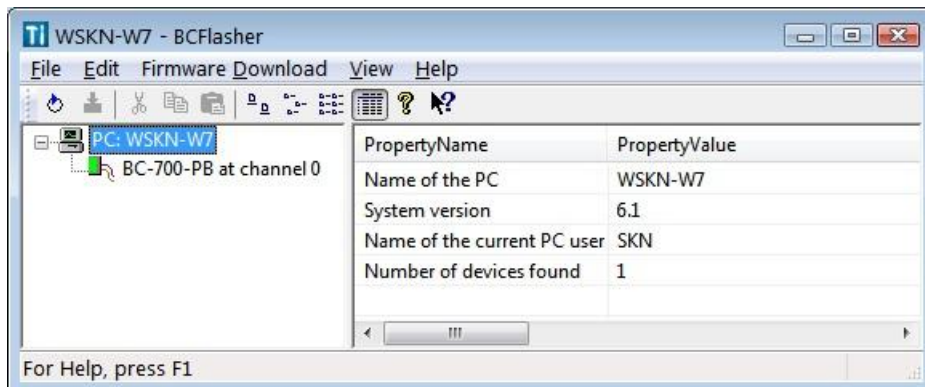 WSKN-W7 - BCFlasher
File Edit Firmware Download View Help
PC: WSKN-W7
BC-700-PB at channel 0
PropertyName PropertyValue
Name of the PC WSKN-W7
System version 6.1
Name of the current PC user SKN
Number of devices found 1
For Help, press F1